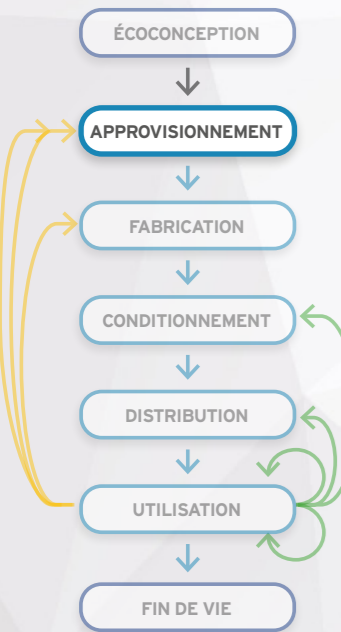 ÉCOCONCEPTION
APPROVISIONNEMENT
FABRICATION
CONDITIONNEMENT
DISTRIBUTION
UTILISATION
FIN DE VIE